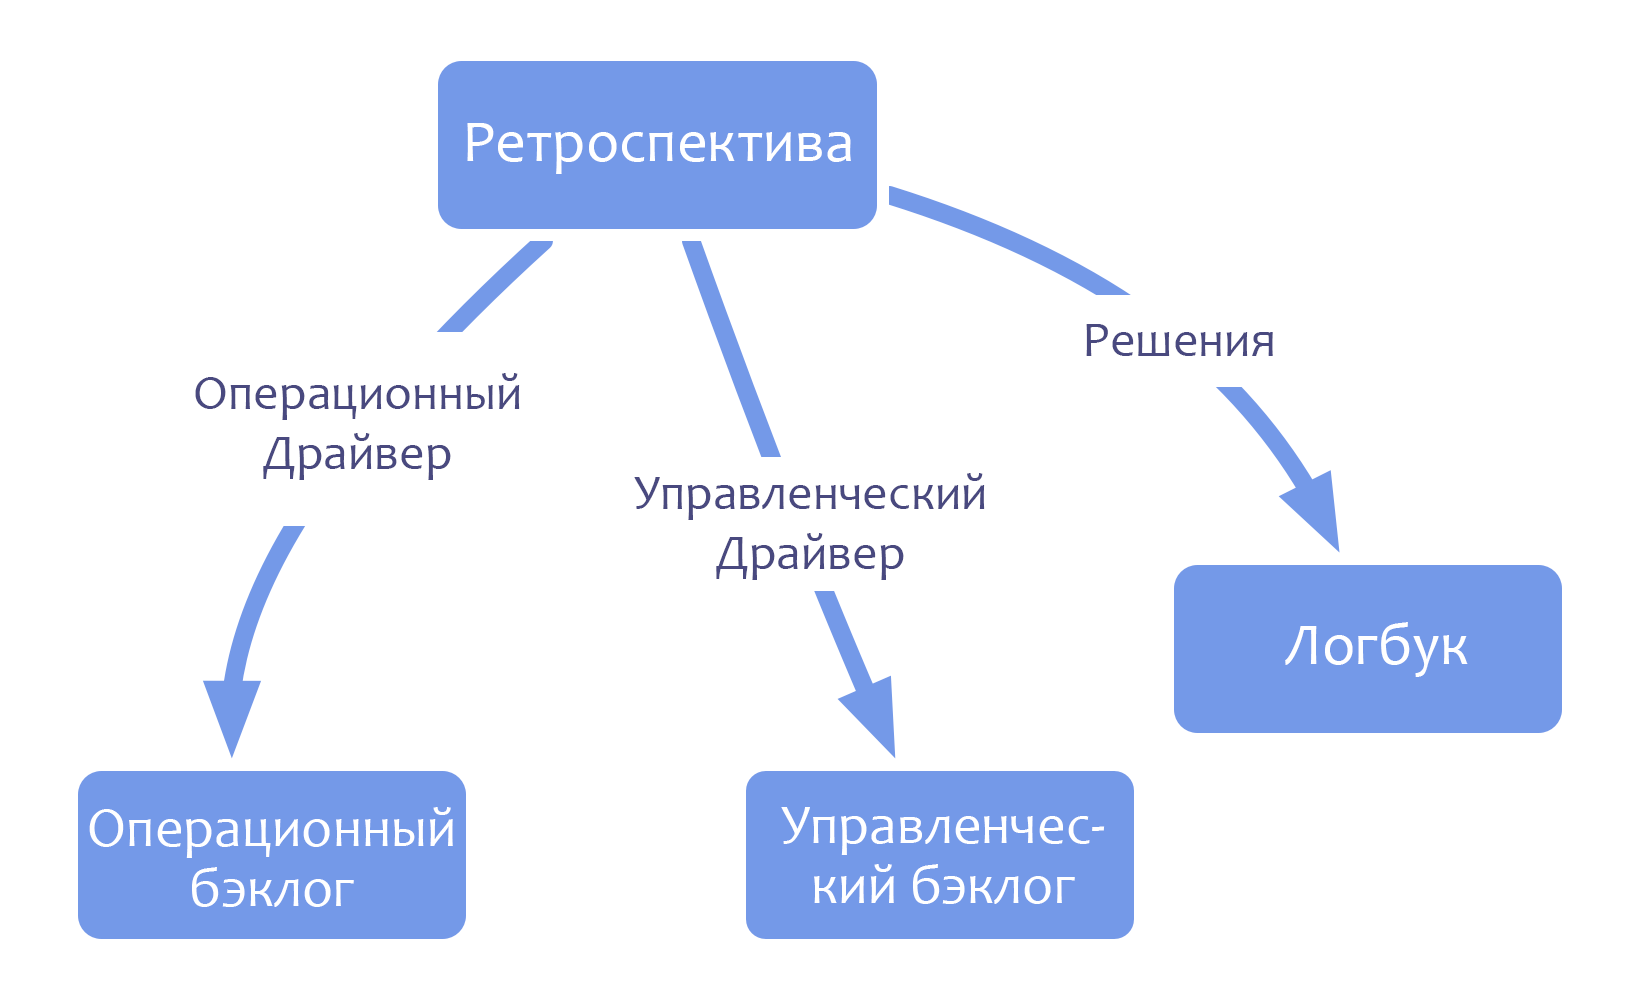 Ретроспектива
Решения
Операционный
Драйвер
Управленческий
Драйвер
Логбук
Операционный
бэклог
Управленчес-
кий бэклог